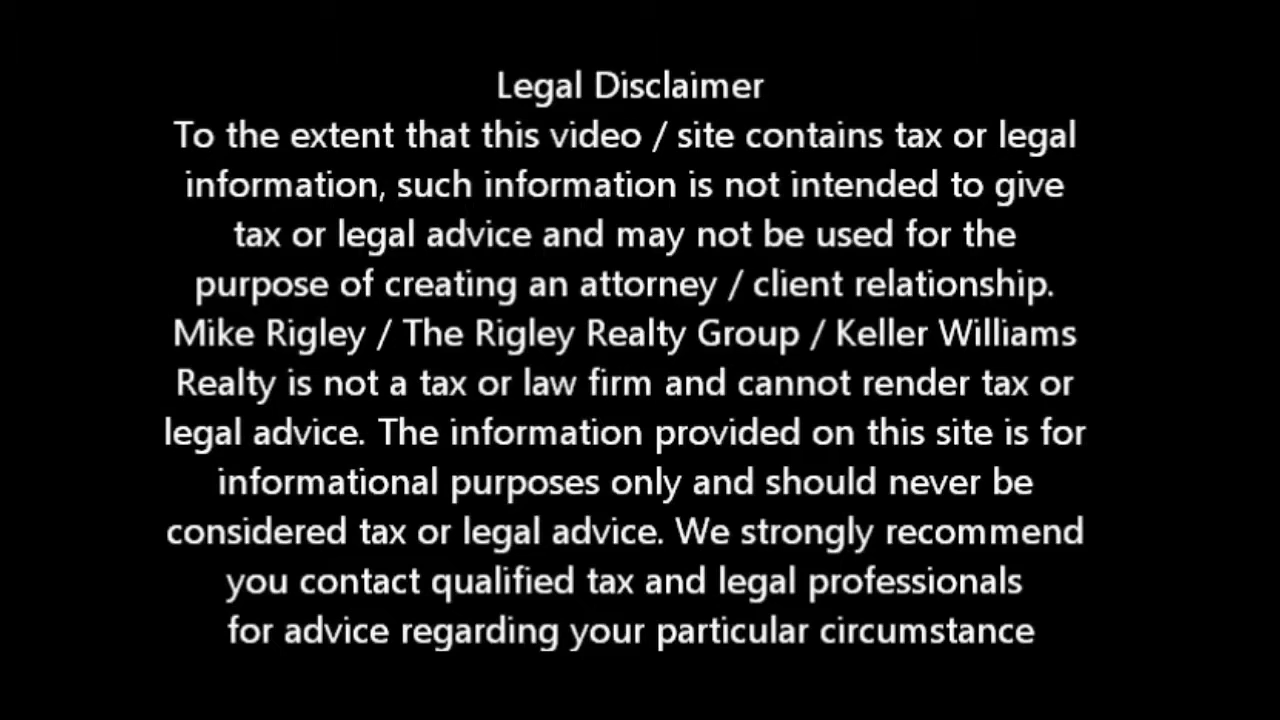 Legal Disclaimer
To the extent that this video / site contains tax or legal
information, such information is not intended to give
tax or legal advice and may not be used for the
purpose of creating an attorney / client relationship.
Mike Rigley / The Rigley Realty Group / Keller Williams
Realty is not a tax or law firm and cannot render tax or
legal advice. The information provided on this site is for
informational purposes only and should never be
considered tax or legal advice. We strongly recommend
you contact qualified tax and legal professionals
for advice regarding your particular circumstance